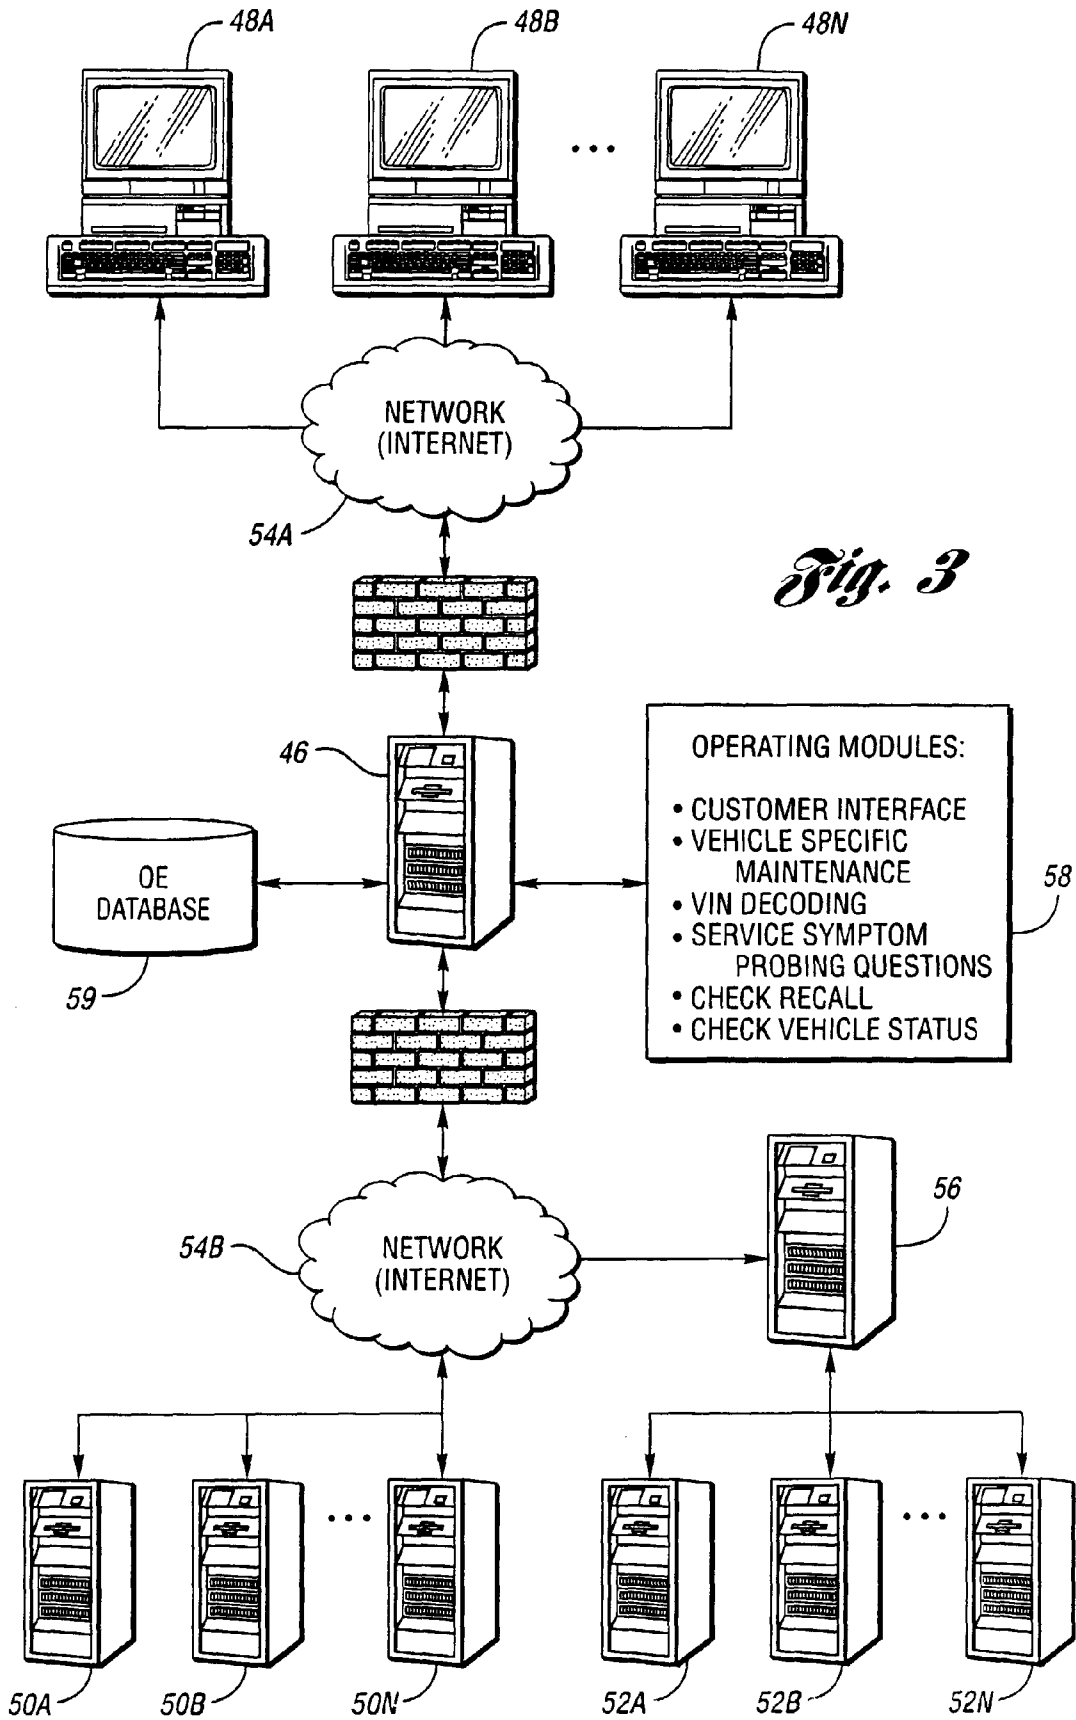 48A
48B
48N
NETWORK
(INTERNET)
54A
Fig. 3
46
OPERATING MODULES:
• CUSTOMER INTERFACE
• VEHICLE SPECIFIC
MAINTENANCE
• VIN DECODING
• SERVICE SYMPTOM
PROBING QUESTIONS
• CHECK RECALL
• CHECK VEHICLE STATUS
58
OE
DATABASE
59
56
54B
NETWORK
(INTERNET)
50A
50B
50N
52A
52B
52N